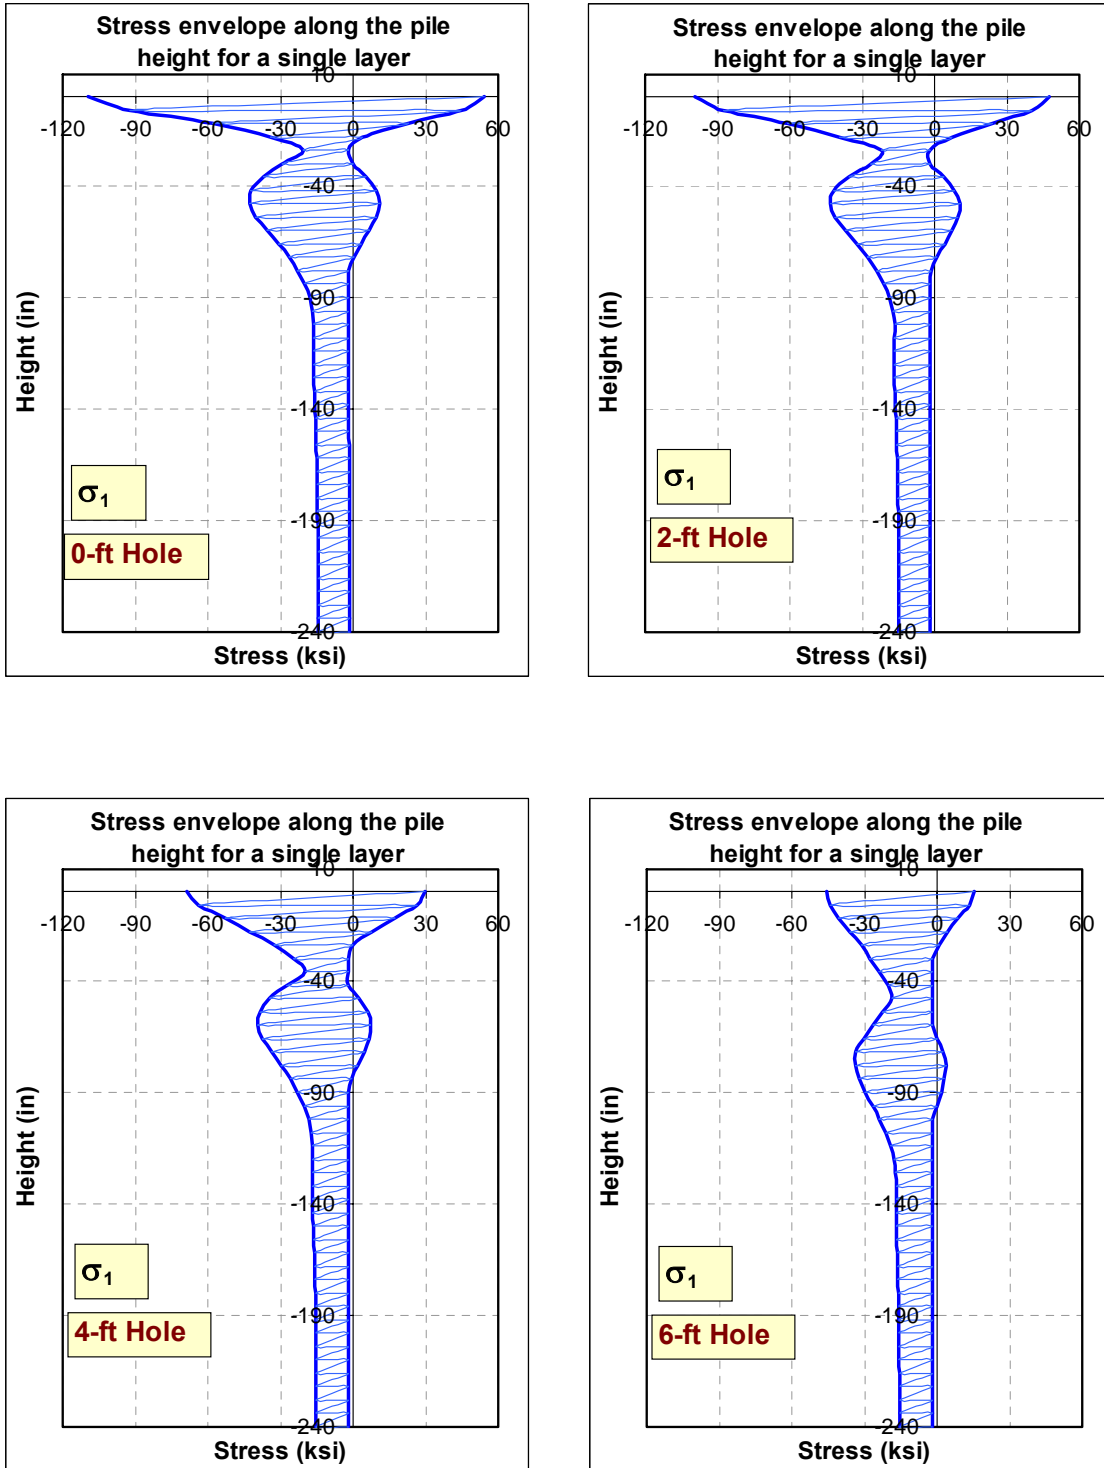 Stress envelope along the pile
height for a single layer
10
-120 -90 -60 -30 0 30 60
-40
-90
-140
-190
-240
Height (in)
σ1
0-ft Hole
Stress (ksi)
Stress envelope along the pile
height for a single layer
10
-120 -90 -60 -30 0 30 60
-40
-90
-140
-190
-240
Height (in)
σ1
2-ft Hole
Stress (ksi)
Stress envelope along the pile
height for a single layer
10
-120 -90 -60 -30 0 30 60
-40
-90
-140
-190
-240
Height (in)
σ1
4-ft Hole
Stress (ksi)
Stress envelope along the pile
height for a single layer
10
-120 -90 -60 -30 0 30 60
-40
-90
-140
-190
-240
Height (in)
σ1
6-ft Hole
Stress (ksi)